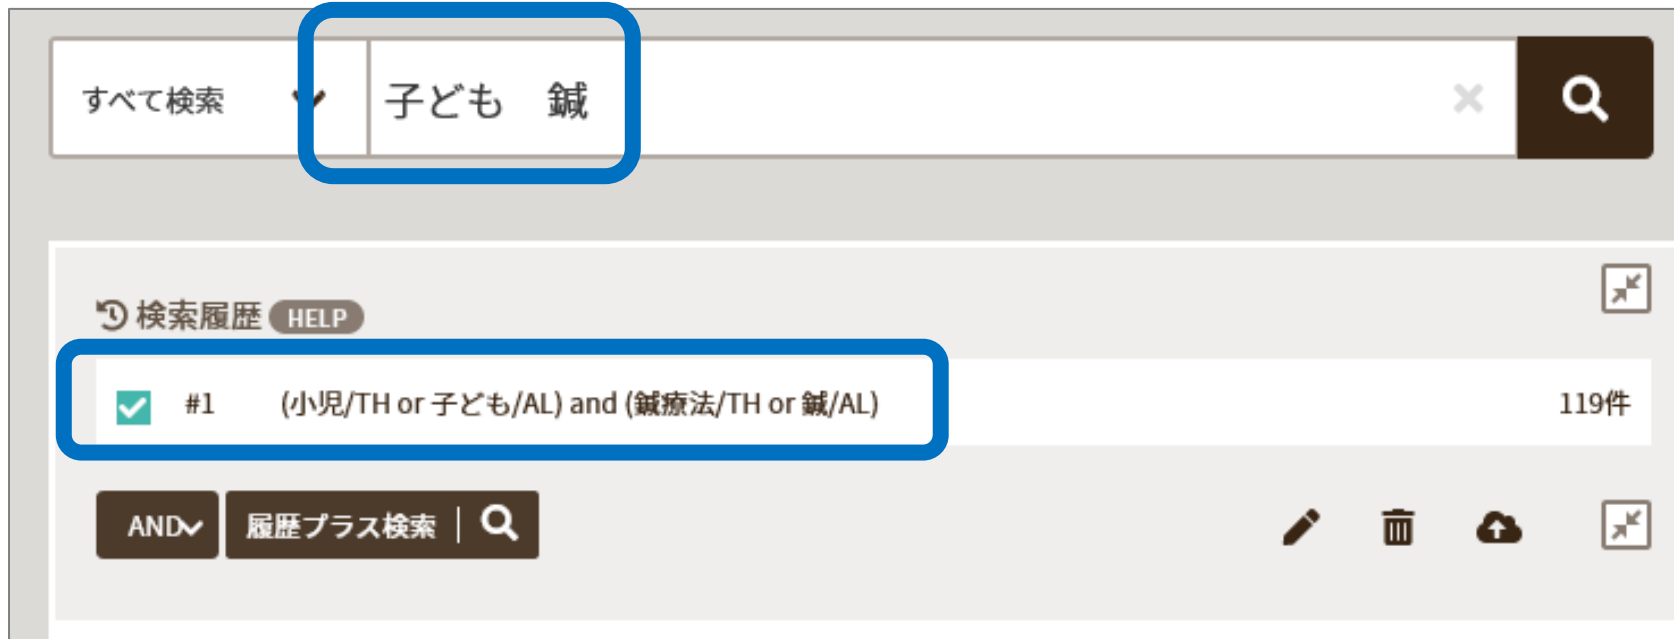 すべて検索 子ども　鍼
検索履歴 HELP
#1 (小児/TH or 子ども/AL) and (鍼療法/TH or 鍼/AL) 119件
AND 履歴プラス検索